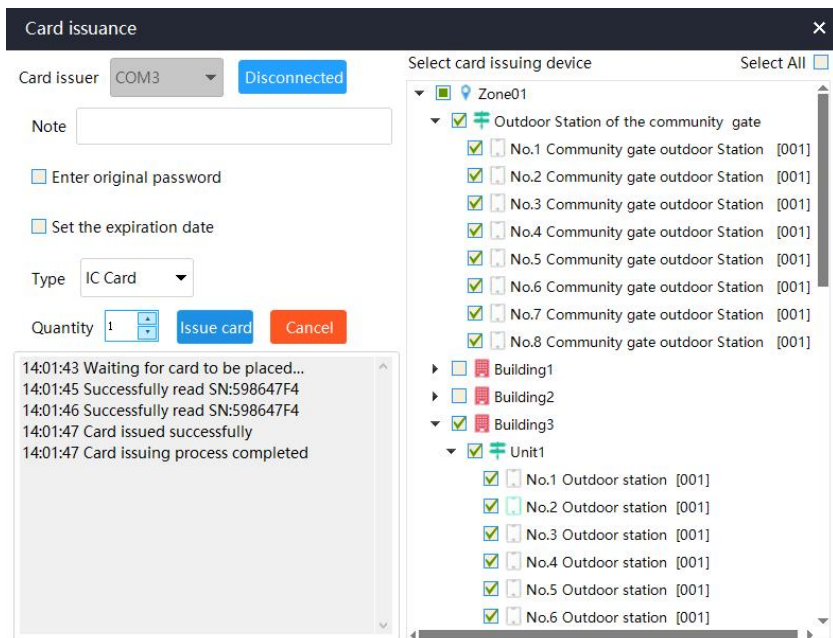 Card issuance
Card issuer COM3 Disconnected
Note
Enter original password
Set the expiration date
Type IC Card
Quantity 1 Issue card Cancel
14:01:43 Waiting for card to be placed...
14:01:45 Successfully read SN:598647F4
14:01:46 Successfully read SN:598647F4
14:01:47 Card issued successfully
14:01:47 Card issuing process completed
Select card issuing device Select All
Zone01
Outdoor Station of the community gate
No.1 Community gate outdoor Station [001]
No.2 Community gate outdoor Station [001]
No.3 Community gate outdoor Station [001]
No.4 Community gate outdoor Station [001]
No.5 Community gate outdoor Station [001]
No.6 Community gate outdoor Station [001]
No.7 Community gate outdoor Station [001]
No.8 Community gate outdoor Station [001]
Building1
Building2
Building3
Unit1
No.1 Outdoor station [001]
No.2 Outdoor station [001]
No.3 Outdoor station [001]
No.4 Outdoor station [001]
No.5 Outdoor station [001]
No.6 Outdoor station [001]